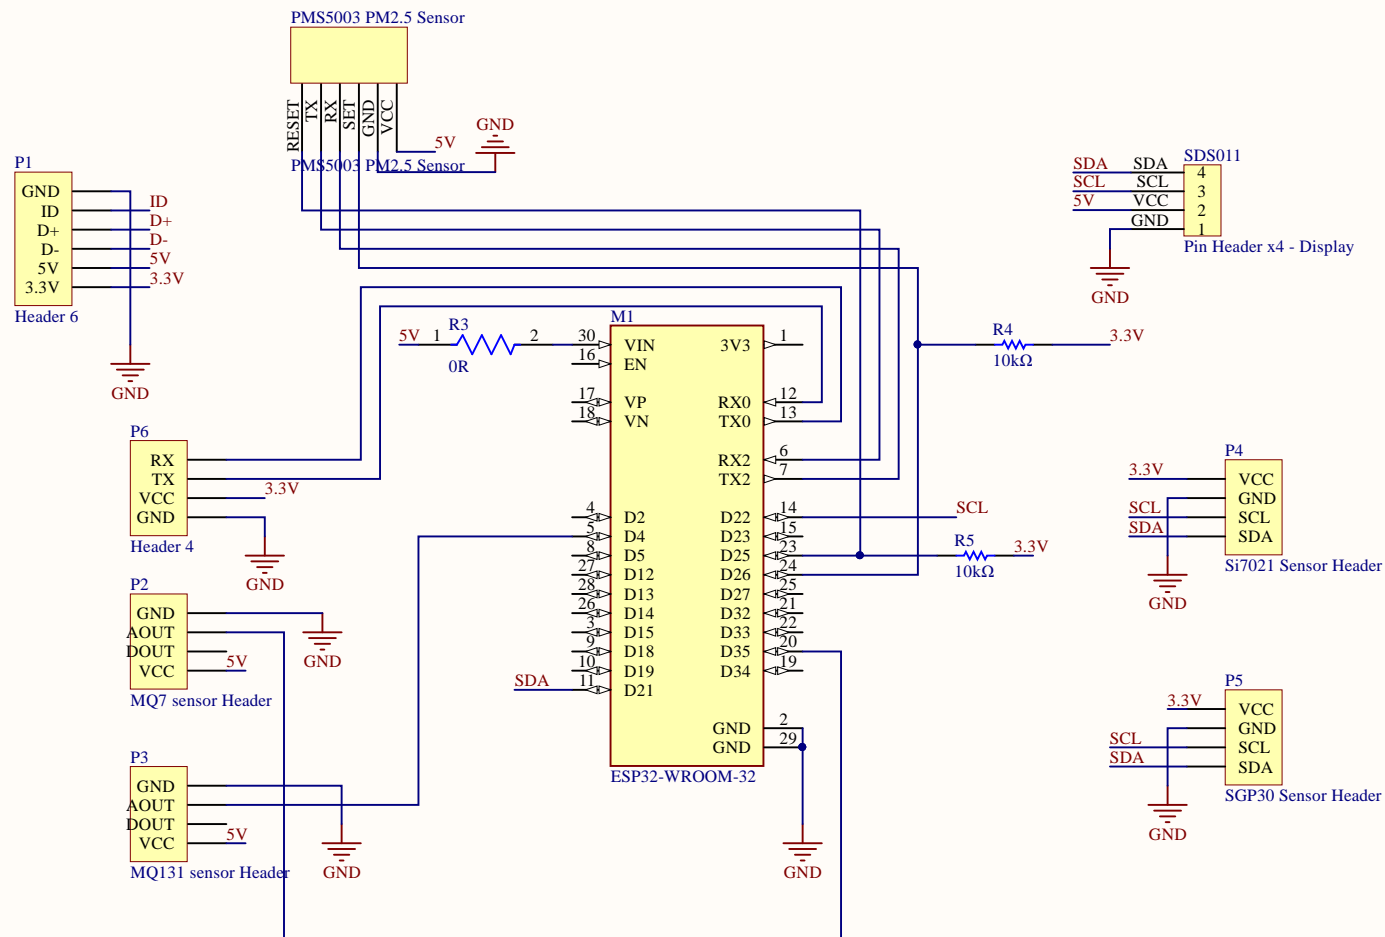 PMS5003 PM2.5 Sensor
RESET
TX
RX
SET
GND
VCC
5V
GND
PMS5003 PM2.5 Sensor
P1
GND
ID
D+
D-
5V
3.3V
ID
D+
D-
5V
3.3V
Header 6
GND
SDS011
SDA SDA 4
SCL SCL 3
5V VCC 2
GND 1
Pin Header x4 - Display
GND
5V 1 R3 2
0R
M1
30 VIN
16 EN
17 VP
18 VN
4 D2
5 D4
8 D5
27 D12
28 D13
26 D14
3 D15
9 D18
10 D19
SDA 11 D21
3V3 1
RX0 12
TX0 13
RX2 6
TX2 7
D22 14 SCL
D23 15
D25 23
D26 24
D27 25
D32 21
D33 22
D35 20
D34 19
GND 2
GND 29
ESP32-WROOM-32
GND
R4 3.3V
10kΩ
R5 3.3V
10kΩ
P6
RX
TX
VCC 3.3V
GND
Header 4
GND
P2
GND
AOUT
DOUT
VCC 5V
MQ7 sensor Header
GND
P3
GND
AOUT
DOUT
VCC 5V
MQ131 sensor Header
GND
P4
3.3V VCC
GND
SCL SCL
SDA SDA
Si7021 Sensor Header
GND
P5
3.3V VCC
GND
SCL SCL
SDA SDA
SGP30 Sensor Header
GND